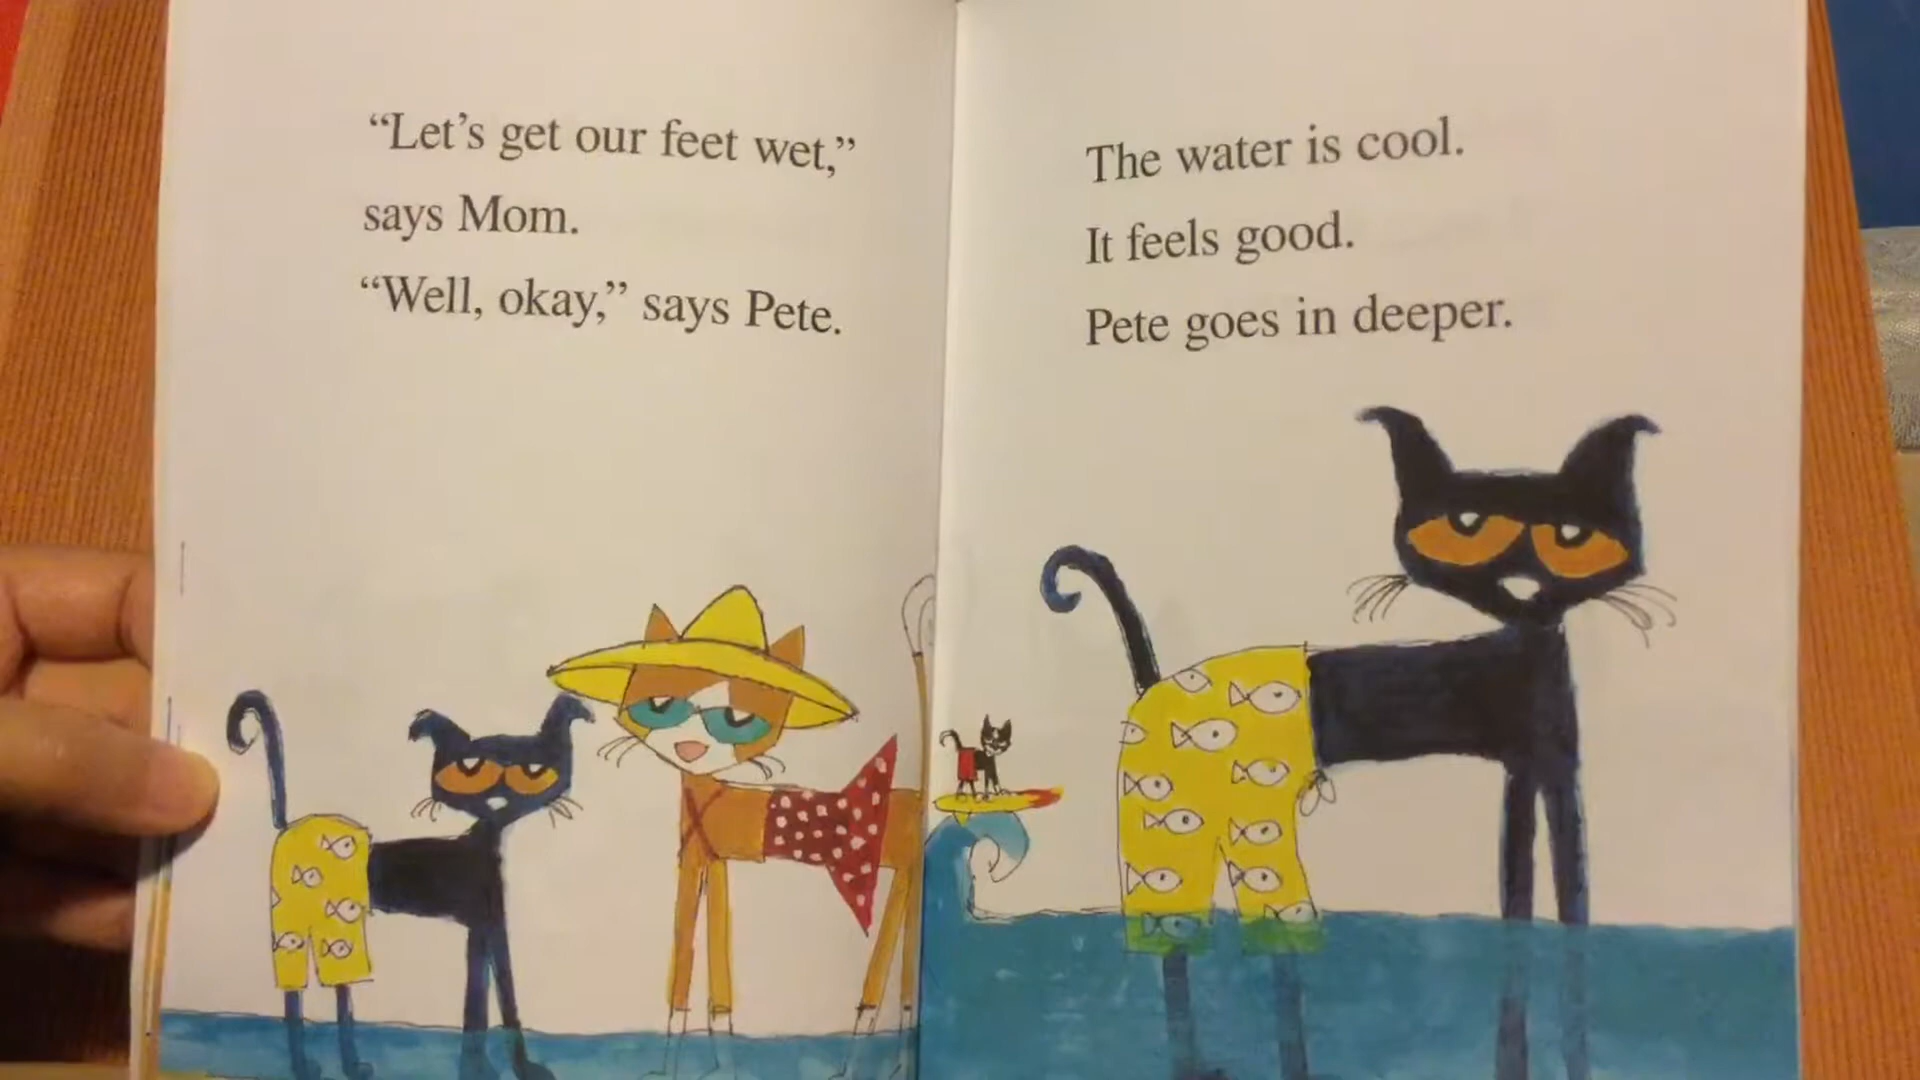 “Let’s get our feet wet,”
says Mom.
“Well, okay,” says Pete.
The water is cool.
It feels good.
Pete goes in deeper.